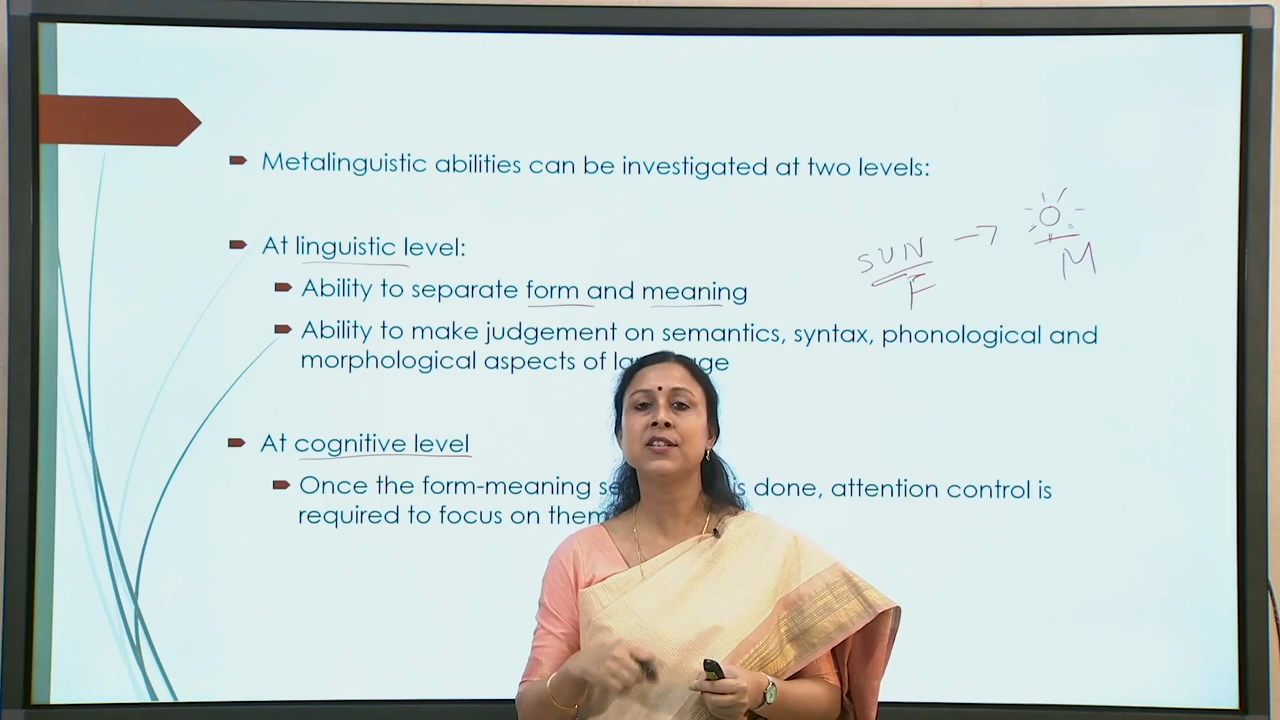 Metalinguistic abilities can be investigated at two levels:
At linguistic level:
SUN →
F
M
Ability to separate form and meaning
Ability to make judgement on semantics, syntax, phonological and
morphological aspects of ge
At cognitive level
Once the form-meaning done, attention control is
required to focus on them